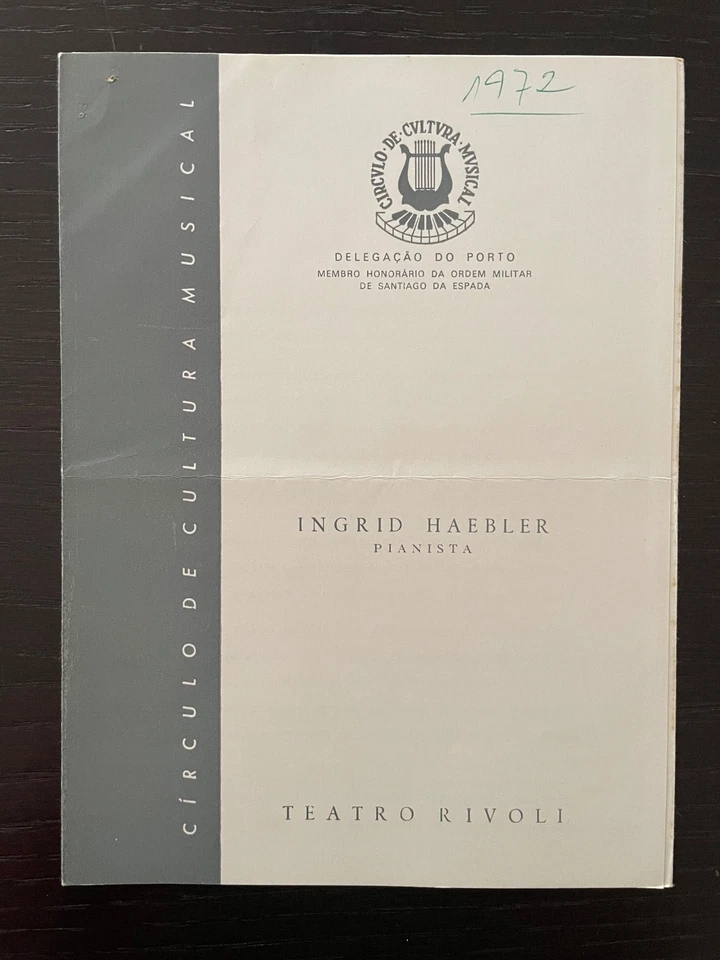 1972
CIRCVLO·DE·CVLTVRA·MVSICAL
DELEGAÇÃO DO PORTO
MEMBRO HONORÁRIO DA ORDEM MILITAR
DE SANTIAGO DA ESPADA
CÍRCULO DE CULTURA MUSICAL
INGRID HAEBLER
PIANISTA
TEATRO RIVOLI